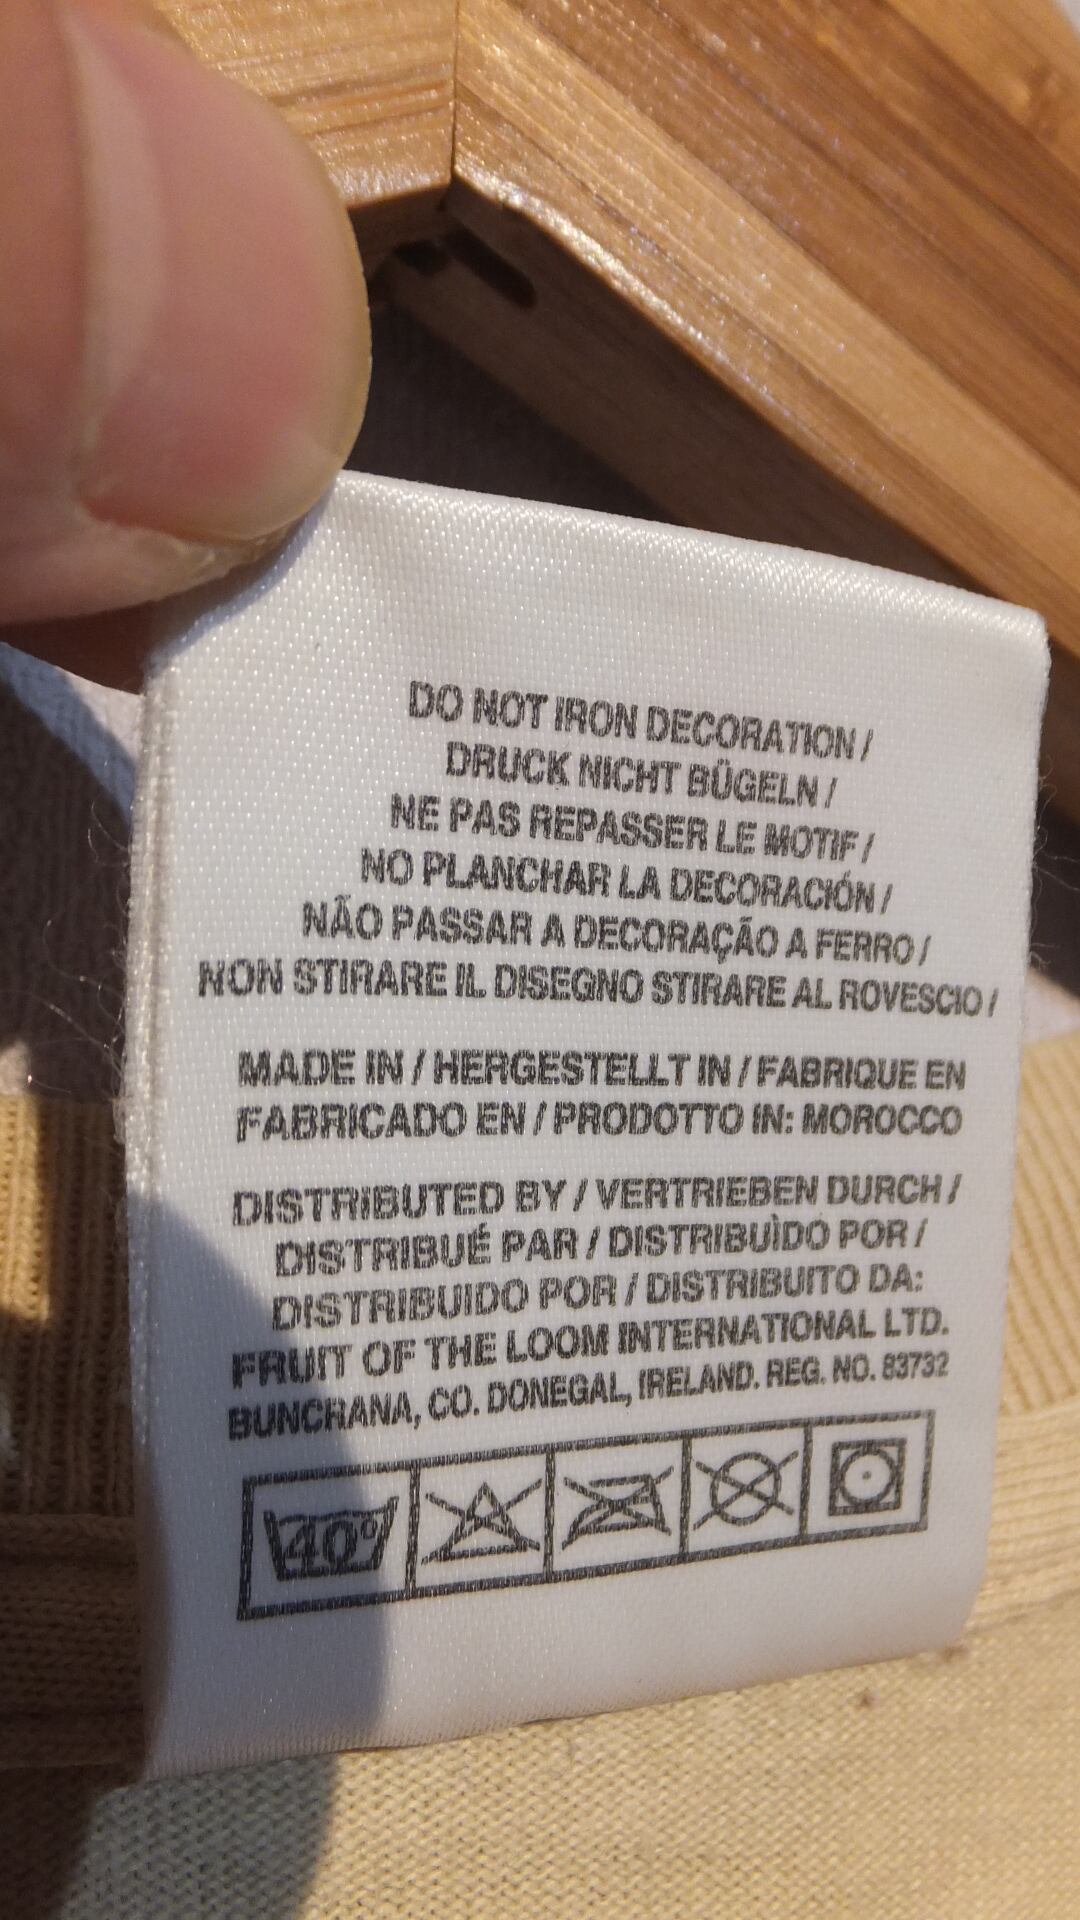 DO NOT IRON DECORATION /
DRUCK NICHT BÜGELN /
NE PAS REPASSER LE MOTIF /
NO PLANCHAR LA DECORACIÓN /
NÃO PASSAR A DECORAÇÃO A FERRO /
NON STIRARE IL DISEGNO STIRARE AL ROVESCIO /
MADE IN / HERGESTELLT IN / FABRIQUE EN
FABRICADO EN / PRODOTTO IN: MOROCCO
DISTRIBUTED BY / VERTRIEBEN DURCH /
DISTRIBUÉ PAR / DISTRIBUÌDO POR /
DISTRIBUIDO POR / DISTRIBUITO DA:
FRUIT OF THE LOOM INTERNATIONAL LTD.
BUNCRANA, CO. DONEGAL, IRELAND. REG. NO. 83732
40°